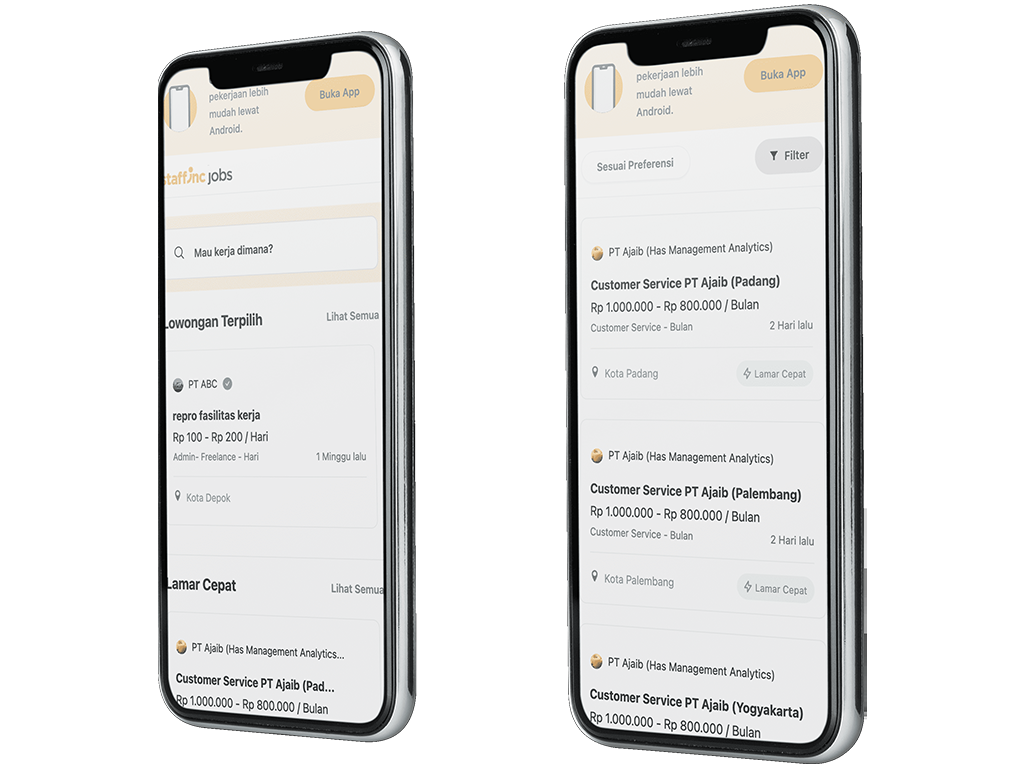 pekerjaan lebih
mudah lewat
Android.
Buka App
staffinc jobs
Mau kerja dimana?
Lowongan Terpilih
Lihat Semua
PT ABC
repro fasilitas kerja
Rp 100 - Rp 200 / Hari
Admin- Freelance - Hari
1 Minggu lalu
Kota Depok
Lamar Cepat
Lihat Semua
PT Ajaib (Has Management Analytics...
Customer Service PT Ajaib (Pad...
Rp 1.000.000 - Rp 800.000 / Bulan
pekerjaan lebih
mudah lewat
Android.
Buka App
Sesuai Preferensi
Filter
PT Ajaib (Has Management Analytics)
Customer Service PT Ajaib (Padang)
Rp 1.000.000 - Rp 800.000 / Bulan
Customer Service - Bulan
2 Hari lalu
Kota Padang
Lamar Cepat
PT Ajaib (Has Management Analytics)
Customer Service PT Ajaib (Palembang)
Rp 1.000.000 - Rp 800.000 / Bulan
Customer Service - Bulan
2 Hari lalu
Kota Palembang
Lamar Cepat
PT Ajaib (Has Management Analytics)
Customer Service PT Ajaib (Yogyakarta)
Rp 1.000.000 - Rp 800.000 / Bulan